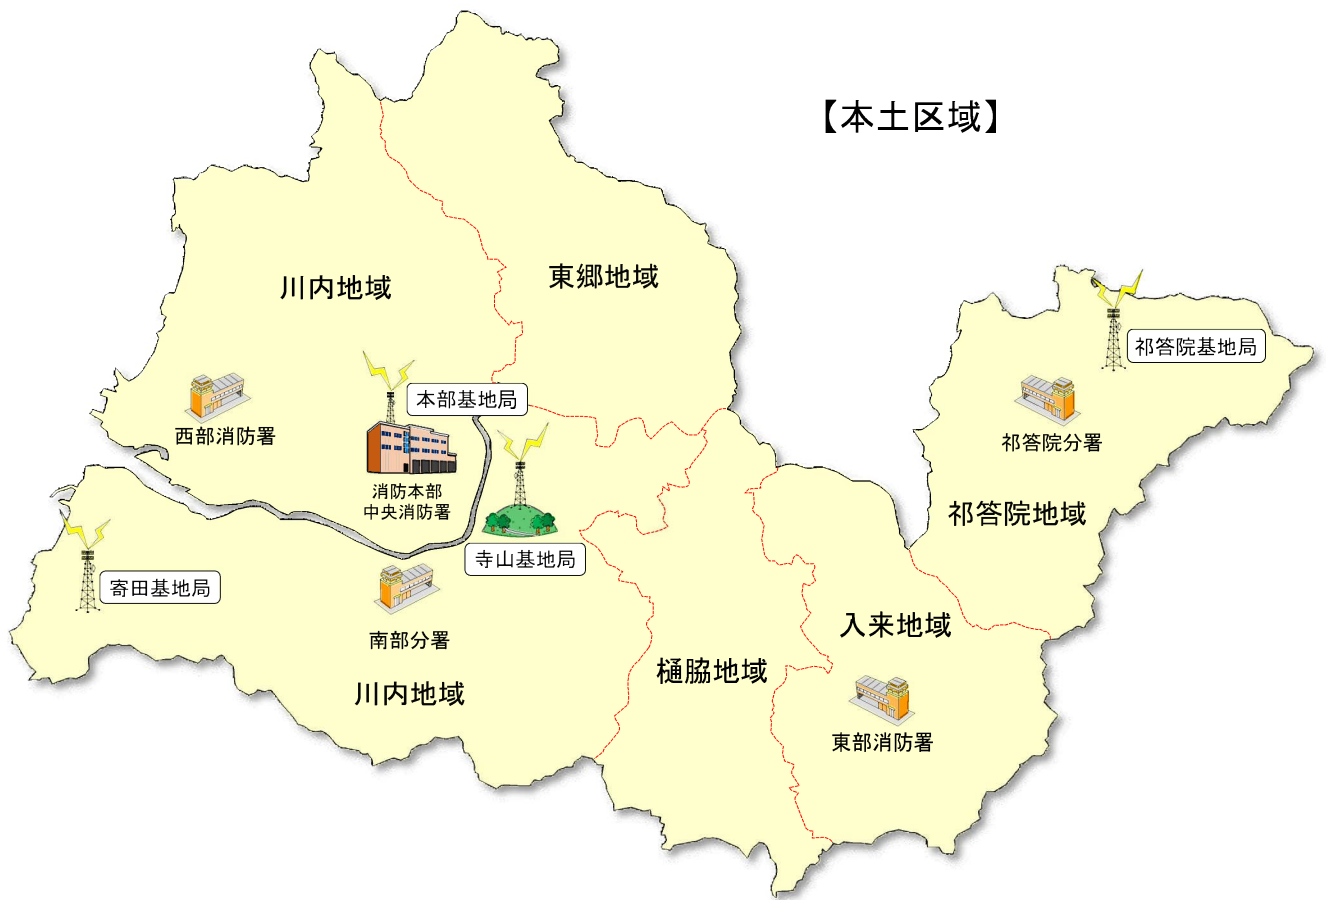 【本土区域】
東郷地域
川内地域
祁答院基地局
本部基地局
西部消防署
祁答院分署
消防本部
中央消防署
祁答院地域
寺山基地局
寄田基地局
南部分署
入来地域
樋脇地域
川内地域
東部消防署